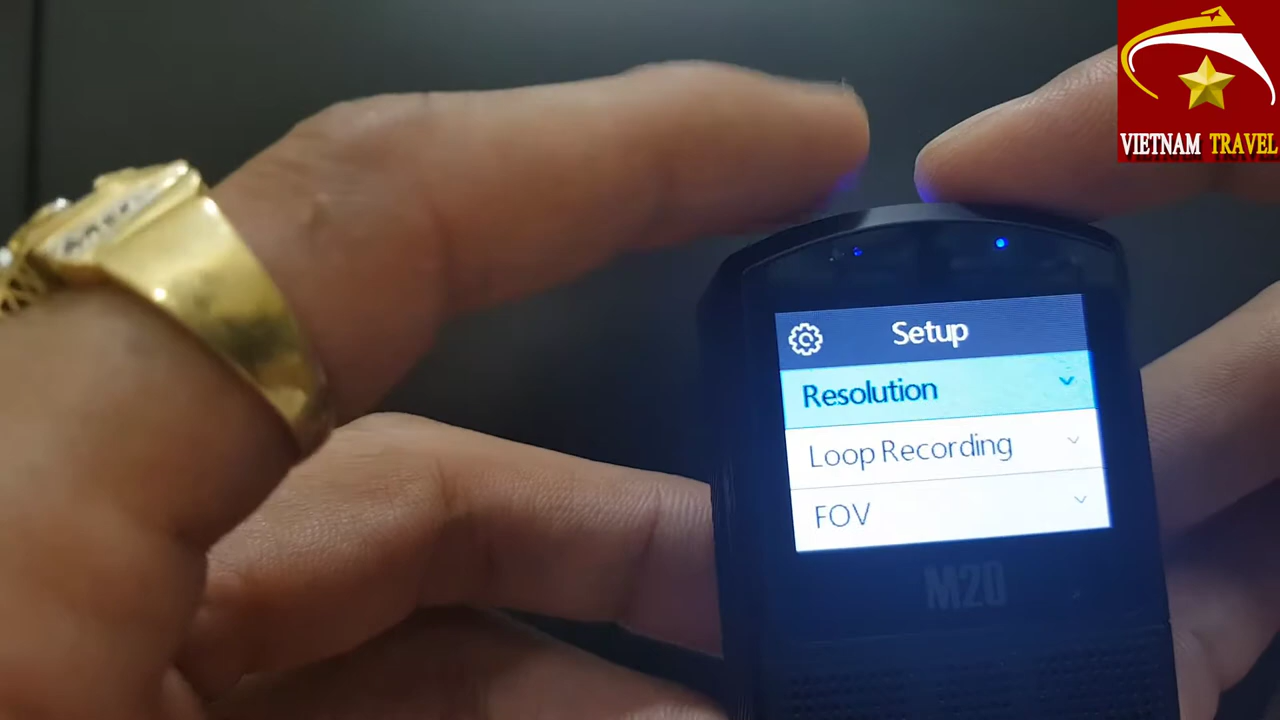 VIETNAM TRAVEL
Setup
Resolution
Loop Recording
FOV
M20